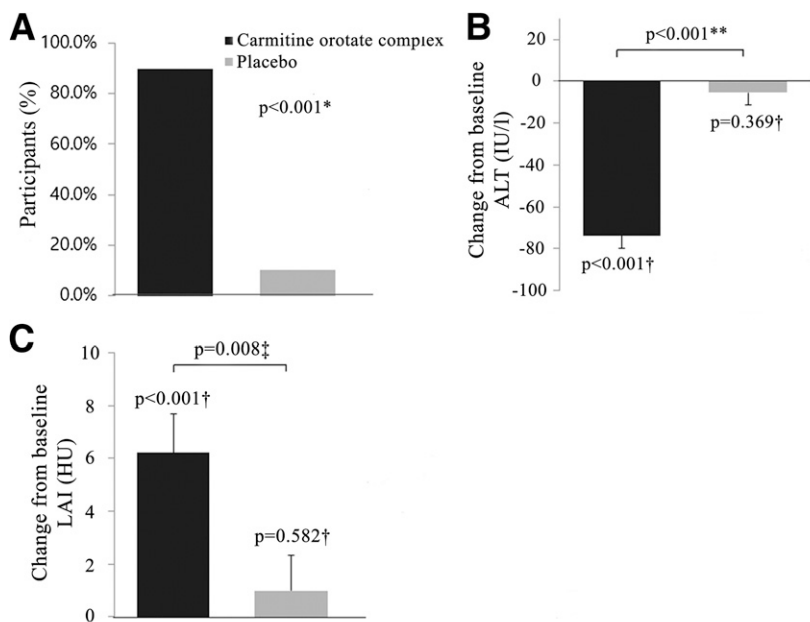 A
100.0%
80.0%
60.0%
40.0%
20.0%
0.0%
Participants (%)
Carmitine orotate complex
Placebo
p<0.001*
B
Change from baseline
ALT (IU/l)
20
0
-20
-40
-60
-80
-100
p<0.001**
p=0.369†
p<0.001†
C
Change from baseline
LAI (HU)
10
8
6
4
2
0
p=0.008‡
p<0.001†
p=0.582†